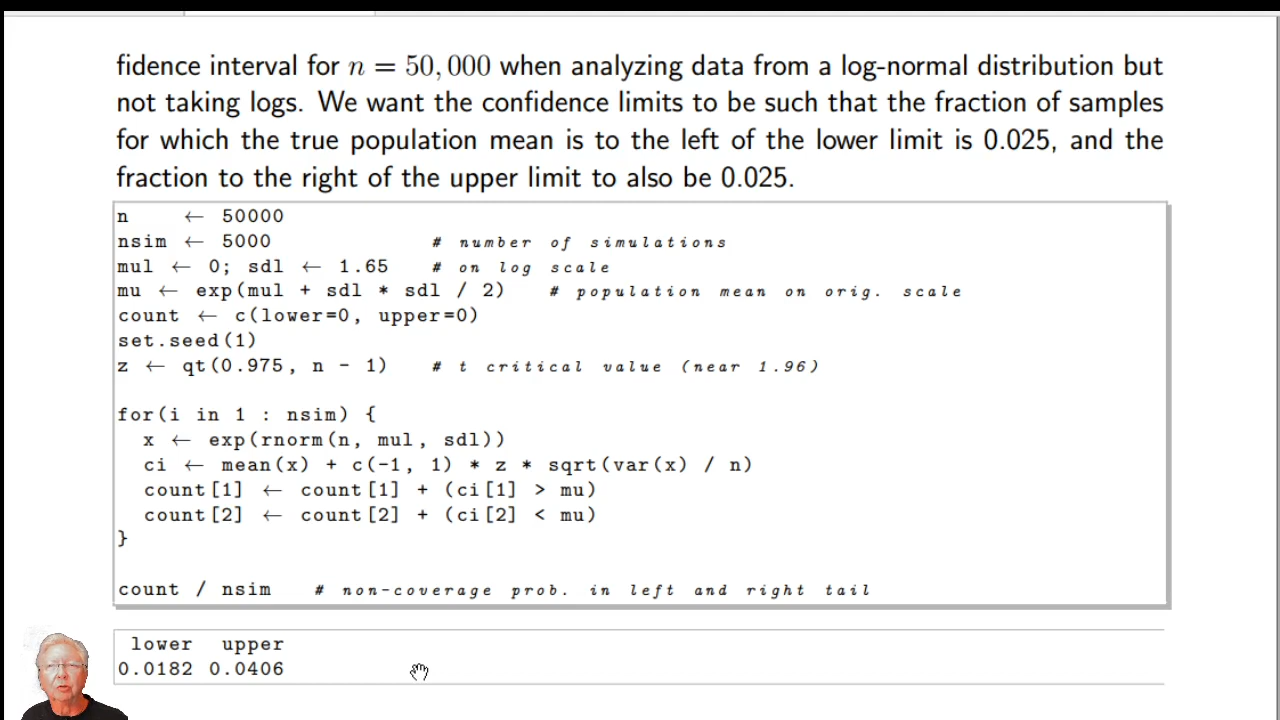 fidence interval for n = 50, 000 when analyzing data from a log-normal distribution but
not taking logs. We want the confidence limits to be such that the fraction of samples
for which the true population mean is to the left of the lower limit is 0.025, and the
fraction to the right of the upper limit to also be 0.025.
n ← 50000
nsim ← 5000 # number of simulations
mul ← 0; sdl ← 1.65 # on log scale
mu ← exp(mul + sdl * sdl / 2) # population mean on orig. scale
count ← c(lower=0, upper=0)
set.seed(1)
z ← qt(0.975, n - 1) # t critical value (near 1.96)
for(i in 1 : nsim) {
x ← exp(rnorm(n, mul, sdl))
ci ← mean(x) + c(-1, 1) * z * sqrt(var(x) / n)
count[1] ← count[1] + (ci[1] > mu)
count[2] ← count[2] + (ci[2] < mu)
}
count / nsim # non-coverage prob. in left and right tail
lower upper
0.0182 0.0406